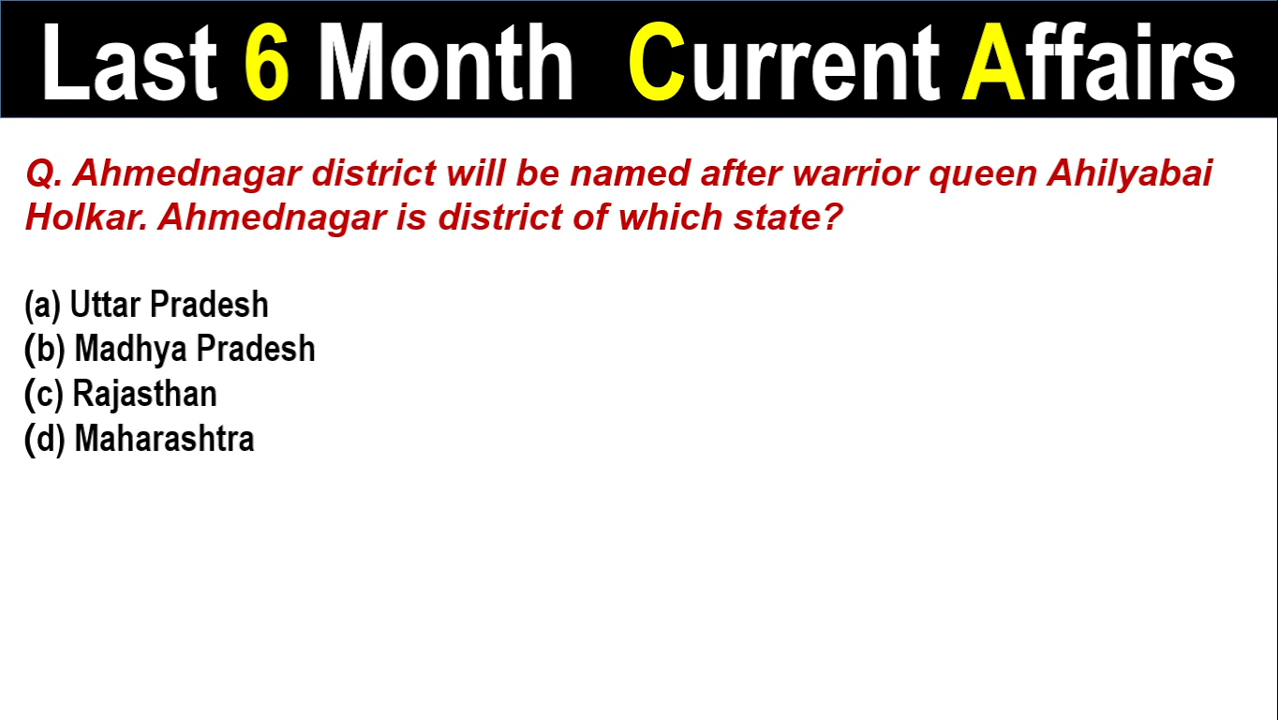 Last 6 Month Current Affairs
Q. Ahmednagar district will be named after warrior queen Ahilyabai
Holkar. Ahmednagar is district of which state?
(a) Uttar Pradesh
(b) Madhya Pradesh
(c) Rajasthan
(d) Maharashtra